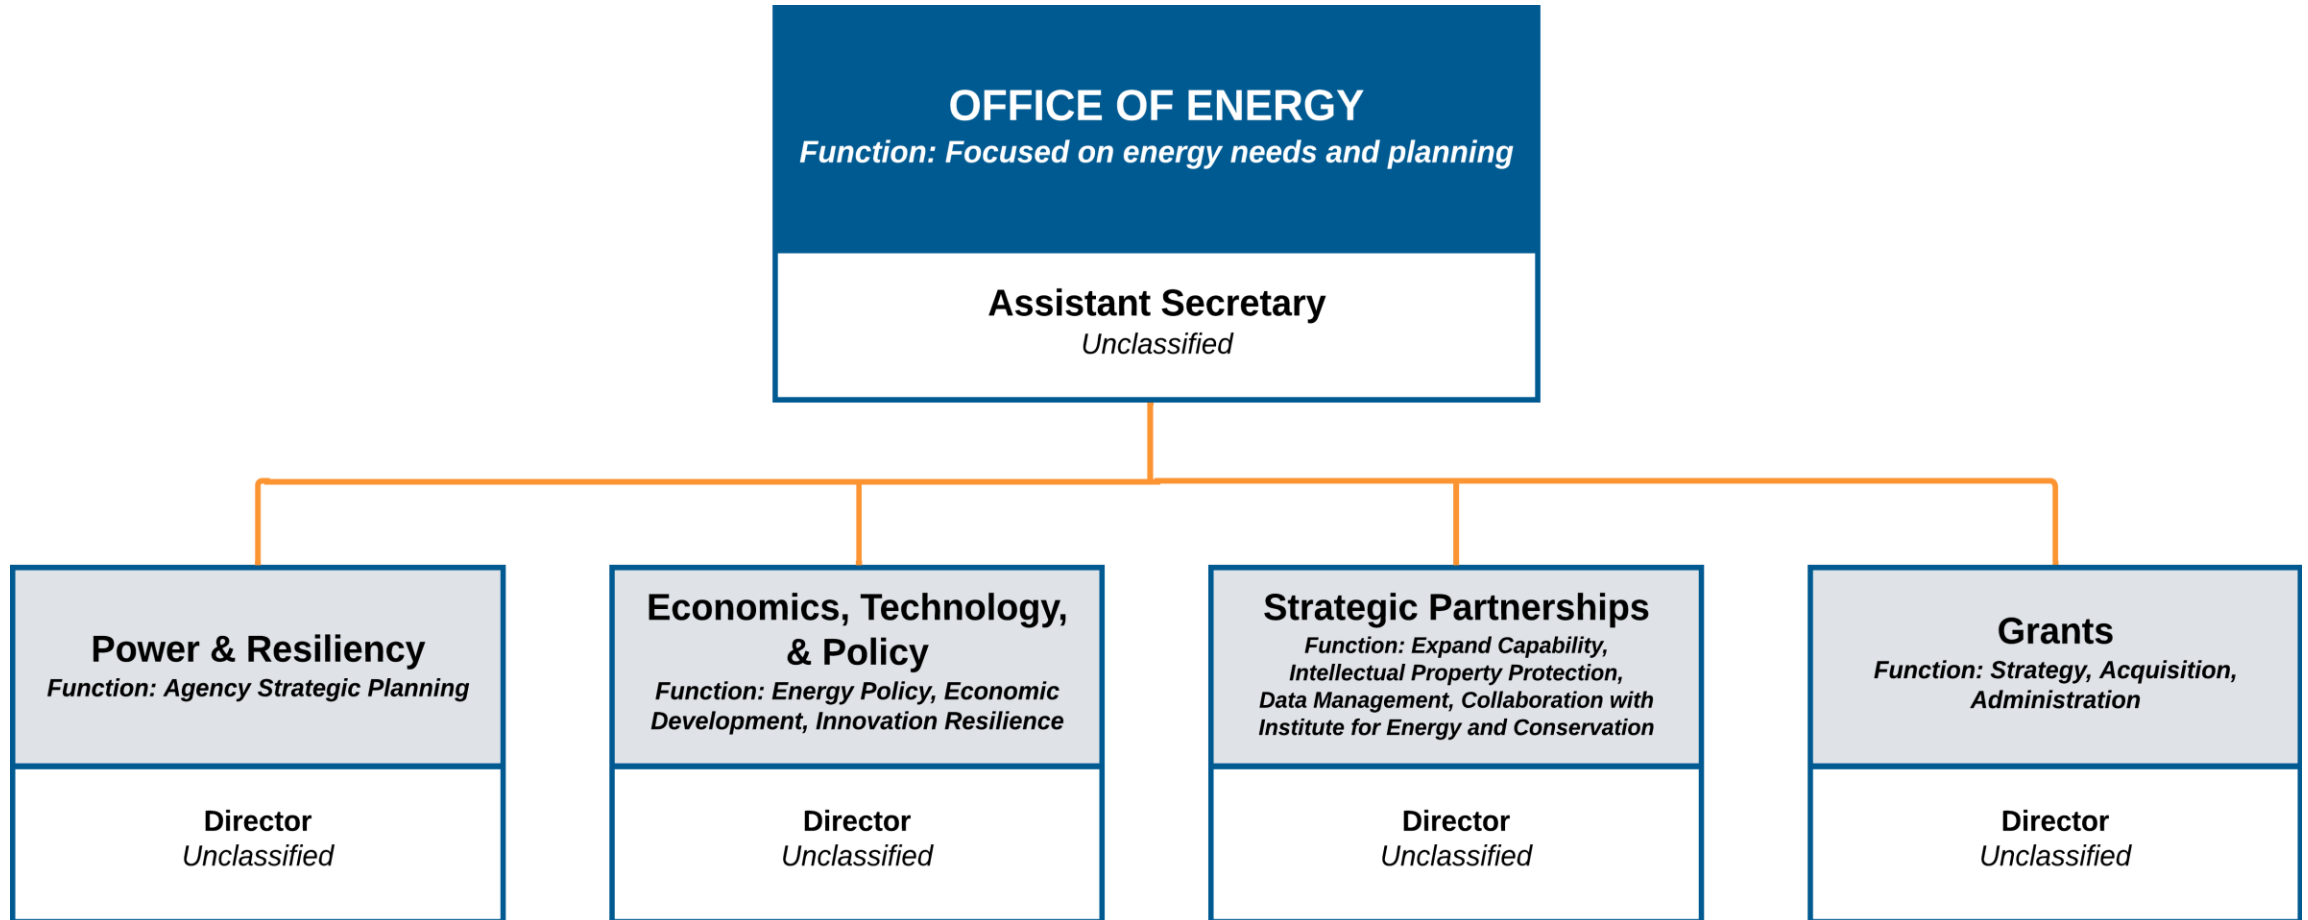 OFFICE OF ENERGY
Function: Focused on energy needs and planning
Assistant Secretary
Unclassified
Power & Resiliency
Function: Agency Strategic Planning
Director
Unclassified
Economics, Technology,
& Policy
Function: Energy Policy, Economic
Development, Innovation Resilience
Director
Unclassified
Strategic Partnerships
Function: Expand Capability,
Intellectual Property Protection,
Data Management, Collaboration with
Institute for Energy and Conservation
Director
Unclassified
Grants
Function: Strategy, Acquisition,
Administration
Director
Unclassified